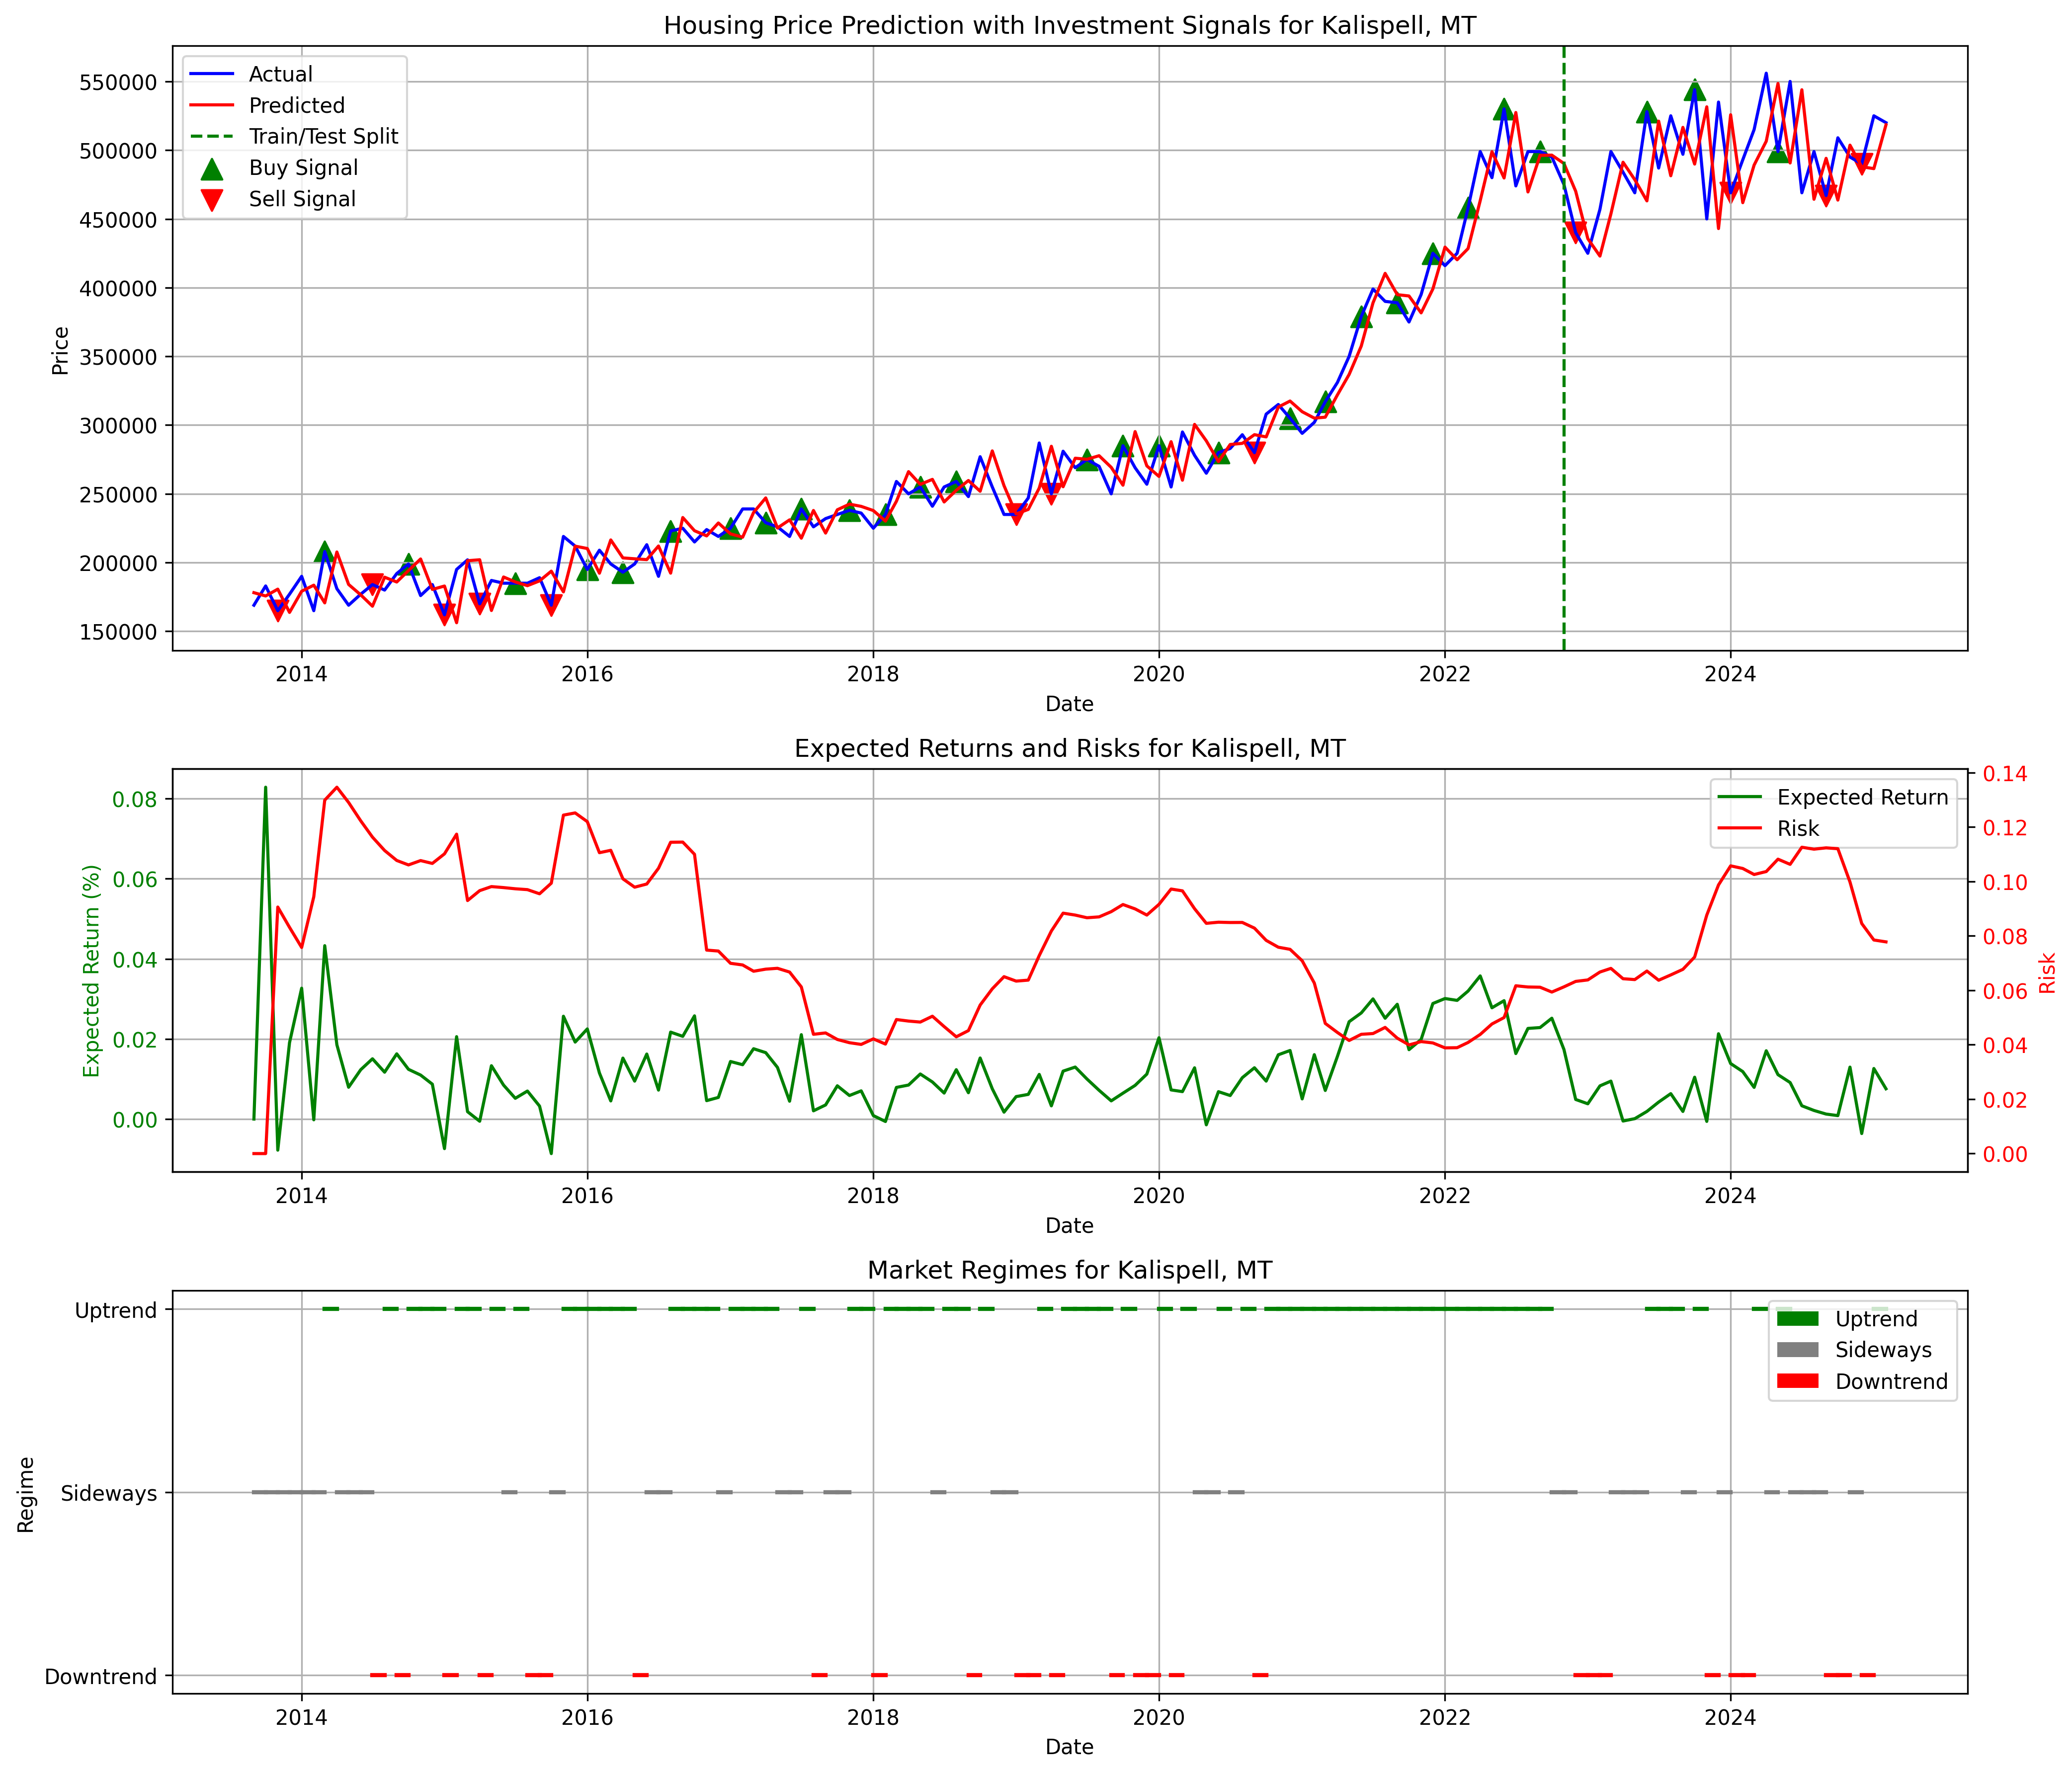 Housing Price Prediction with Investment Signals for Kalispell, MT
Actual
Predicted
Train/Test Split
Buy Signal
Sell Signal
Price
550000
500000
450000
400000
350000
300000
250000
200000
150000
2014 2016 2018 2020 2022 2024
Date
Expected Returns and Risks for Kalispell, MT
Expected Return
Risk
Expected Return (%)
0.08
0.06
0.04
0.02
0.00
0.14
0.12
0.10
0.08
0.06
0.04
0.02
0.00
Risk
2014 2016 2018 2020 2022 2024
Date
Market Regimes for Kalispell, MT
Uptrend
Sideways
Downtrend
Regime
Uptrend
Sideways
Downtrend
2014 2016 2018 2020 2022 2024
Date